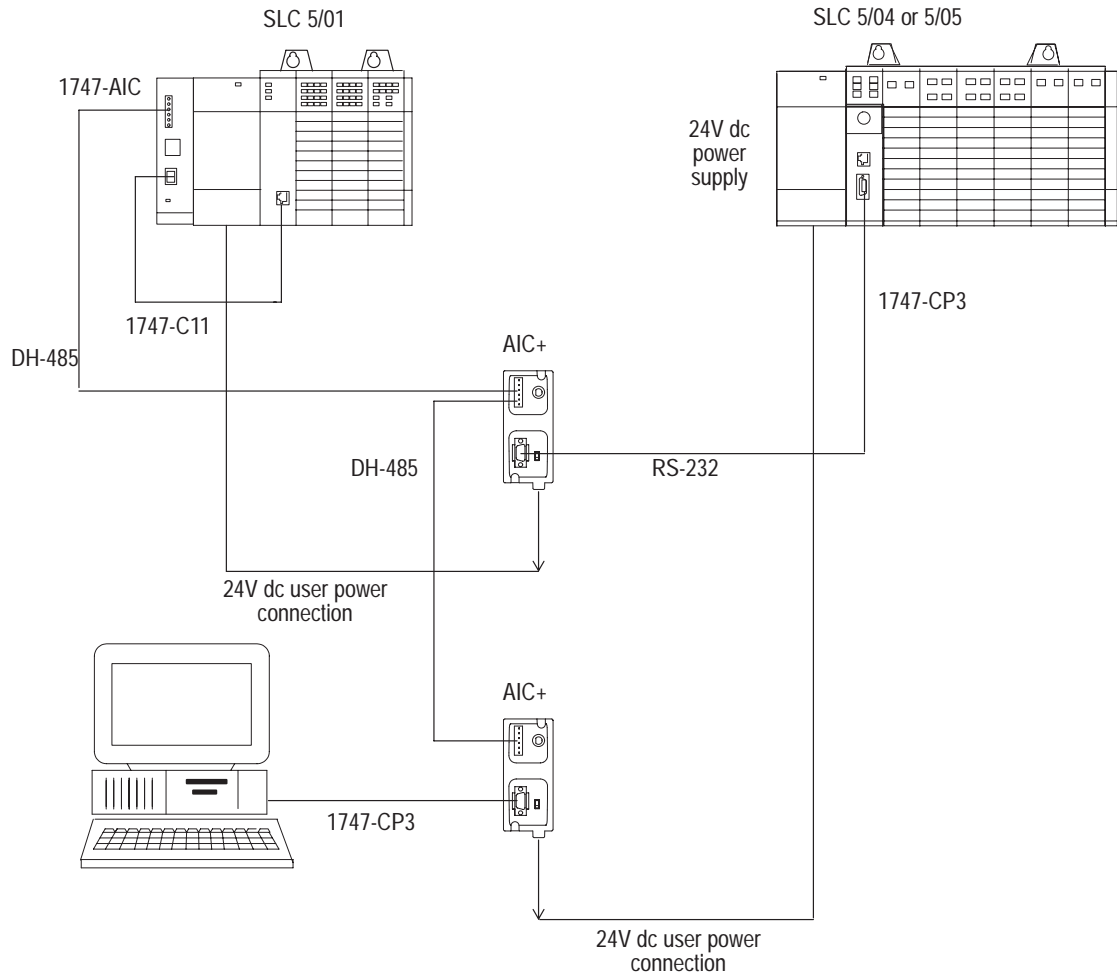 SLC 5/01
SLC 5/04 or 5/05
1747-AIC
24V dc
power
supply
1747-CP3
1747-C11
DH-485
AIC+
DH-485
RS-232
24V dc user power
connection
AIC+
1747-CP3
24V dc user power
connection